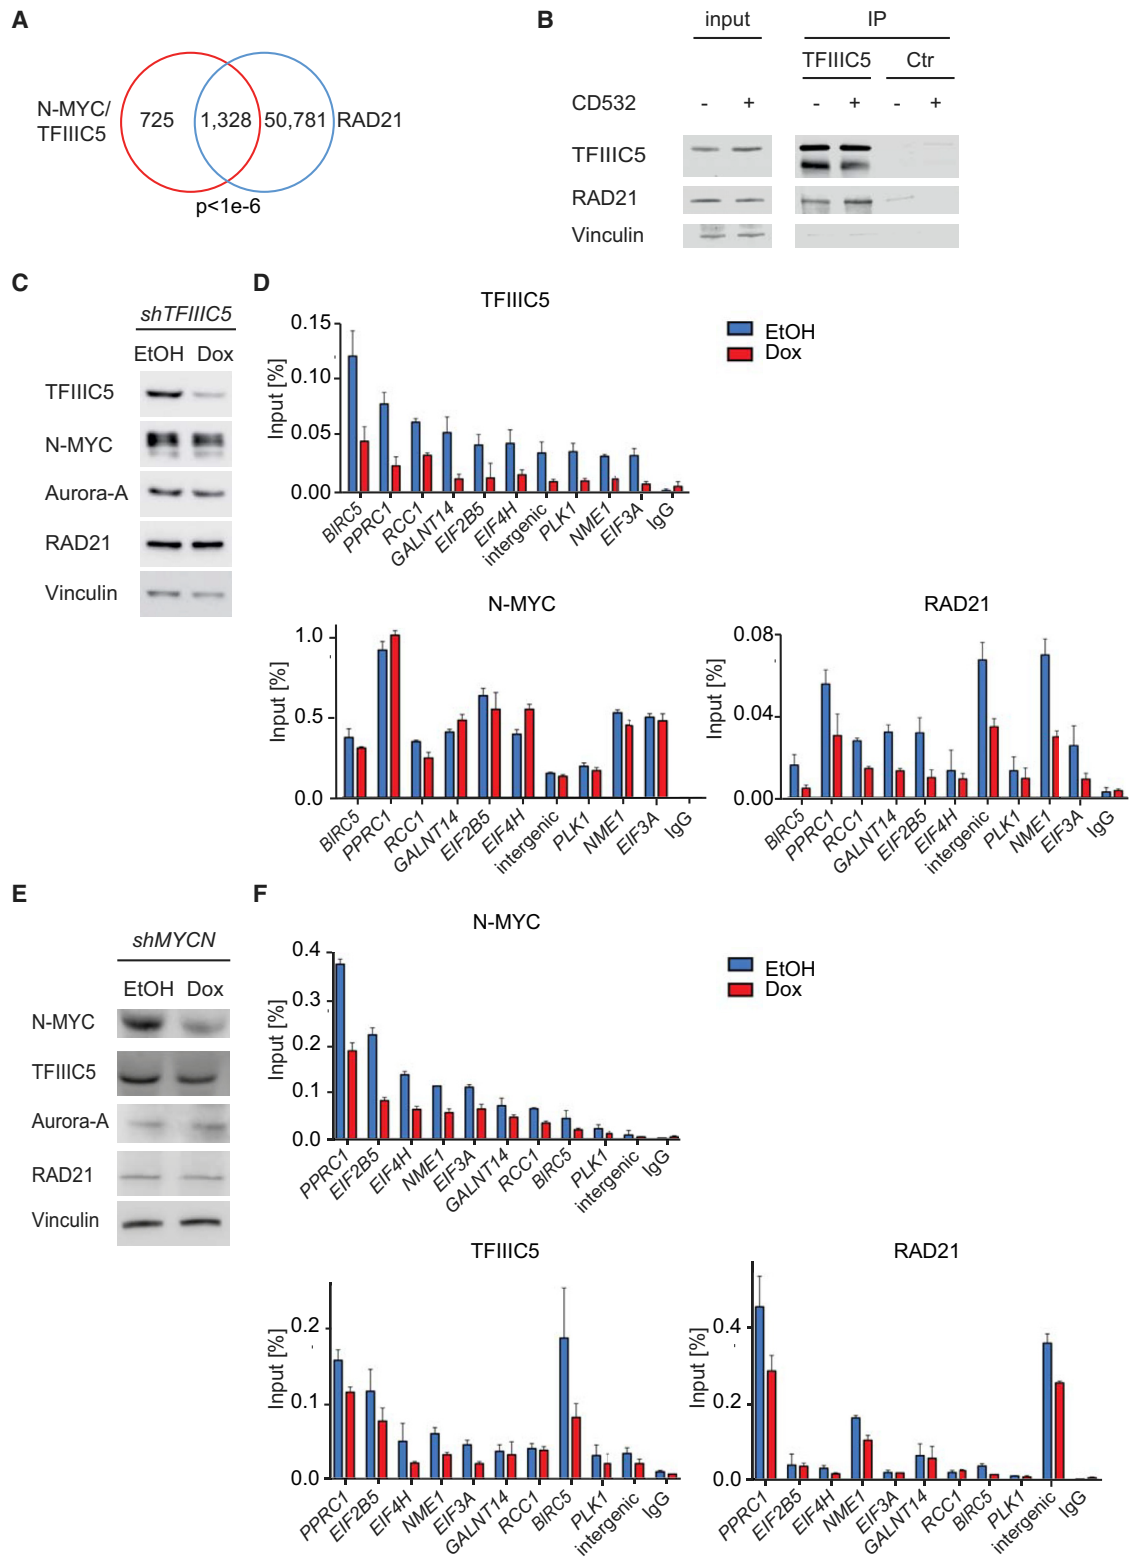 A
N-MYC/
TFIIIC5
725
1,328
50,781
RAD21
p<1e-6
B
input
IP
TFIIIC5
Ctr
CD532
- + - + - +
TFIIIC5
RAD21
Vinculin
C
shTFIIIC5
EtOH Dox
TFIIIC5
N-MYC
Aurora-A
RAD21
Vinculin
D
TFIIIC5
EtOH
Dox
Input [%]
0.15
0.10
0.05
0.00
BIRC5
PPRC1
RCC1
GALNT14
EIF2B5
EIF4H
intergenic
PLK1
NME1
EIF3A
IgG
N-MYC
Input [%]
1.0
0.5
0.0
BIRC5
PPRC1
RCC1
GALNT14
EIF2B5
EIF4H
intergenic
PLK1
NME1
EIF3A
IgG
RAD21
Input [%]
0.08
0.04
0.00
BIRC5
PPRC1
RCC1
GALNT14
EIF2B5
EIF4H
intergenic
PLK1
NME1
EIF3A
IgG
E
shMYCN
EtOH Dox
N-MYC
TFIIIC5
Aurora-A
RAD21
Vinculin
F
N-MYC
EtOH
Dox
Input [%]
0.4
0.3
0.2
0.1
0.0
PPRC1
EIF2B5
EIF4H
NME1
EIF3A
GALNT14
RCC1
BIRC5
PLK1
intergenic
IgG
TFIIIC5
Input [%]
0.2
0.1
0.0
PPRC1
EIF2B5
EIF4H
NME1
EIF3A
GALNT14
RCC1
BIRC5
PLK1
intergenic
IgG
RAD21
Input [%]
0.4
0.2
0.0
PPRC1
EIF2B5
EIF4H
NME1
EIF3A
GALNT14
RCC1
BIRC5
PLK1
intergenic
IgG